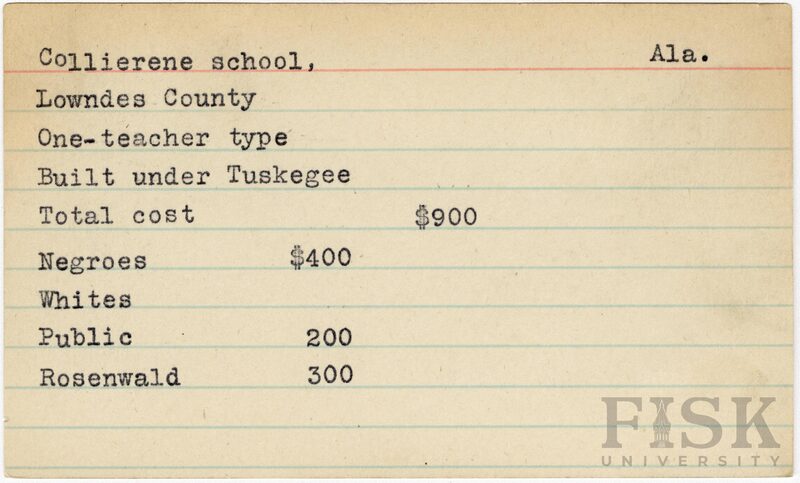 Collierene school, Ala.
Lowndes County
One-teacher type
Built under Tuskegee
Total cost $900
Negroes $400
Whites
Public 200
Rosenwald 300
FISK
UNIVERSITY